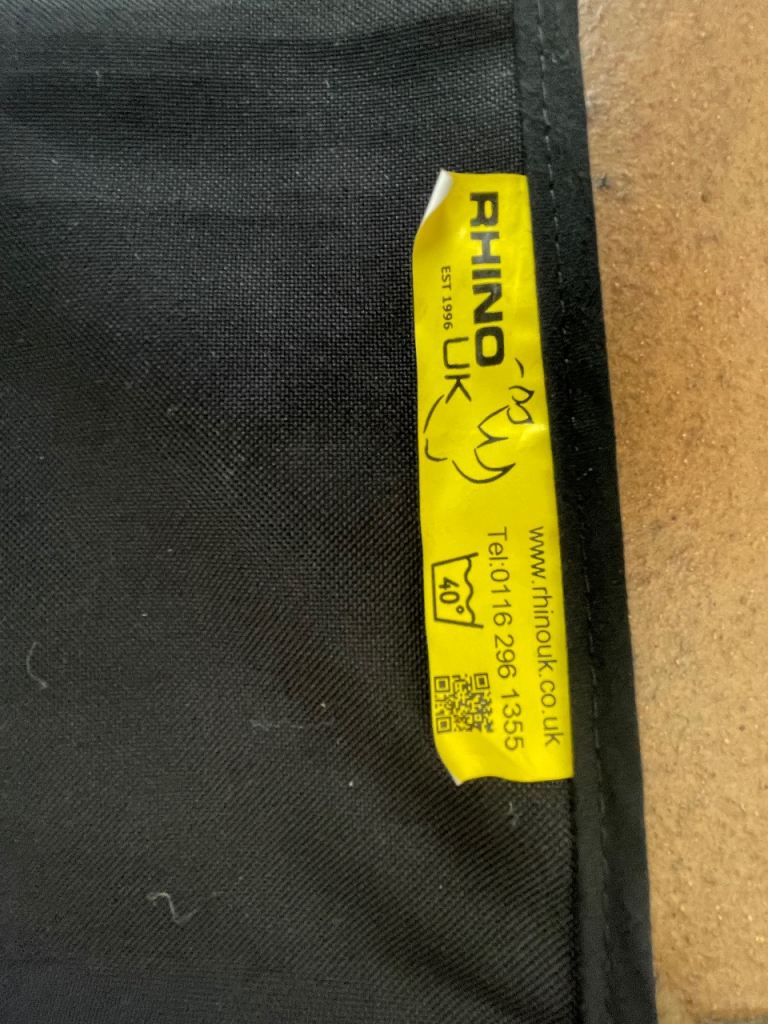 RHINO
EST 1996 UK
www.rhinouk.co.uk
Tel:0116 296 1355
40°